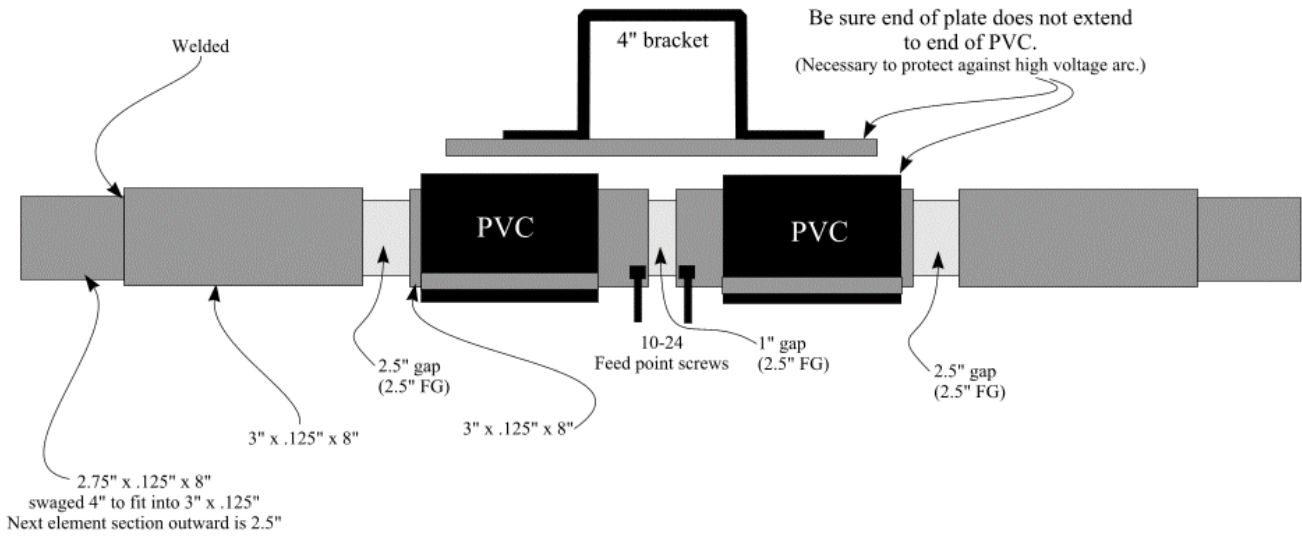 Welded
4" bracket
Be sure end of plate does not extend
to end of PVC.
(Necessary to protect against high voltage arc.)
PVC
PVC
2.5" gap
(2.5" FG)
10-24
Feed point screws
1" gap
(2.5" FG)
2.5" gap
(2.5" FG)
3" x .125" x 8"
3" x .125" x 8"
2.75" x .125" x 8"
swaged 4" to fit into 3" x .125"
Next element section outward is 2.5"